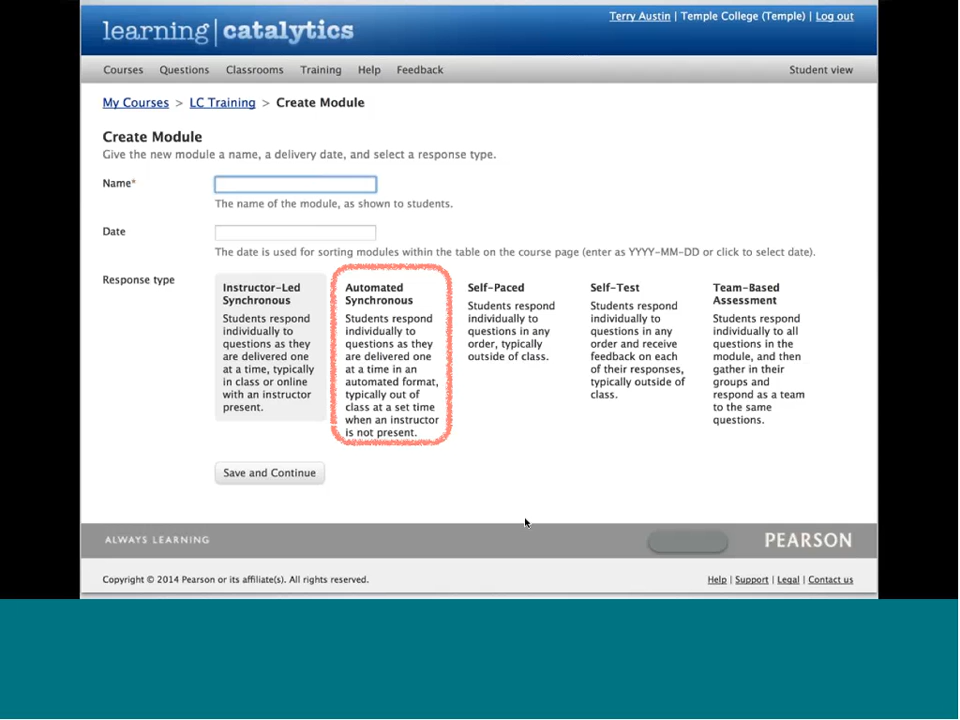 learning | catalytics
Terry Austin | Temple College (Temple) | Log out
Courses Questions Classrooms Training Help Feedback Student view
My Courses > LC Training > Create Module
Create Module
Give the new module a name, a delivery date, and select a response type.
Name*
The name of the module, as shown to students.
Date
The date is used for sorting modules within the table on the course page (enter as YYYY-MM-DD or click to select date).
Response type
Instructor-Led
Synchronous
Students respond
individually to
questions as they
are delivered one
at a time, typically
in class or online
with an instructor
present.
Automated
Synchronous
Students respond
individually to
questions as they
are delivered one
at a time in an
automated format,
typically out of
class at a set time
when an instructor
is not present.
Self-Paced
Students respond
individually to
questions in any
order, typically
outside of class.
Self-Test
Students respond
individually to
questions in any
order and receive
feedback on each
of their responses,
typically outside of
class.
Team-Based
Assessment
Students respond
individually to all
questions in the
module, and then
gather in their
groups and
respond as a team
to the same
questions.
Save and Continue
ALWAYS LEARNING
PEARSON
Copyright © 2014 Pearson or its affiliate(s). All rights reserved.
Help | Support | Legal | Contact us